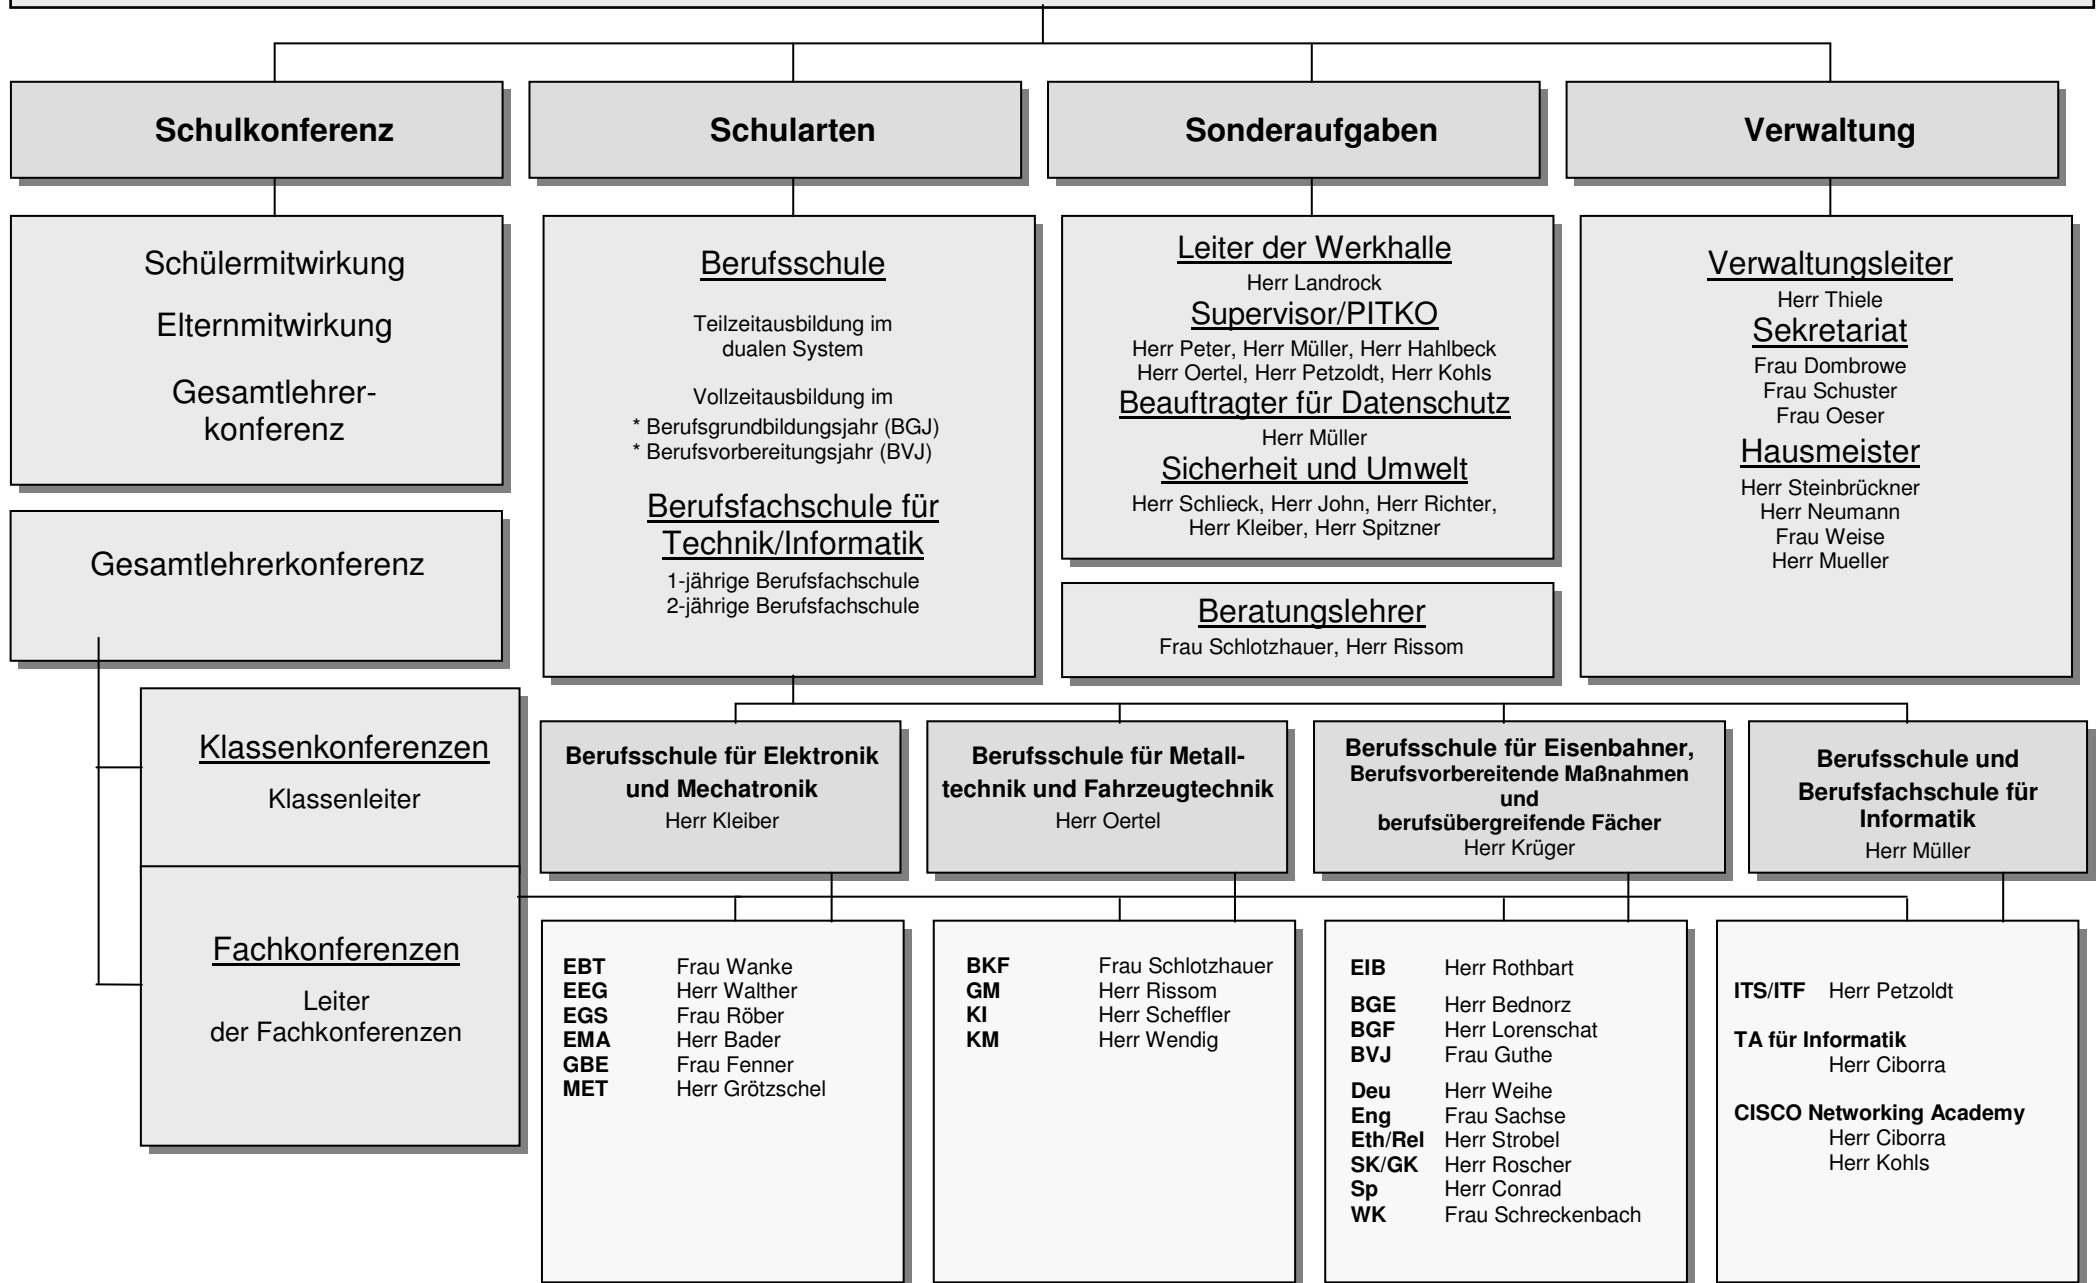 Schulkonferenz
Schularten
Sonderaufgaben
Verwaltung
Schülermitwirkung
Elternmitwirkung
Gesamtlehrer-
konferenz
Gesamtlehrerkonferenz
Klassenkonferenzen
Klassenleiter
Fachkonferenzen
Leiter
der Fachkonferenzen
Berufsschule
Teilzeitausbildung im
dualen System
Vollzeitausbildung im
* Berufsgrundbildungsjahr (BGJ)
* Berufsvorbereitungsjahr (BVJ)
Berufsfachschule für
Technik/Informatik
1-jährige Berufsfachschule
2-jährige Berufsfachschule
Leiter der Werkhalle
Herr Landrock
Supervisor/PITKO
Herr Peter, Herr Müller, Herr Hahlbeck
Herr Oertel, Herr Petzoldt, Herr Kohls
Beauftragter für Datenschutz
Herr Müller
Sicherheit und Umwelt
Herr Schlieck, Herr John, Herr Richter,
Herr Kleiber, Herr Spitzner
Beratungslehrer
Frau Schlotzhauer, Herr Rissom
Verwaltungsleiter
Herr Thiele
Sekretariat
Frau Dombrowe
Frau Schuster
Frau Oeser
Hausmeister
Herr Steinbrückner
Herr Neumann
Frau Weise
Herr Mueller
Berufsschule für Elektronik
und Mechatronik
Herr Kleiber
Berufsschule für Metall-
technik und Fahrzeugtechnik
Herr Oertel
Berufsschule für Eisenbahner,
Berufsvorbereitende Maßnahmen
und
berufsübergreifende Fächer
Herr Krüger
Berufsschule und
Berufsfachschule für
Informatik
Herr Müller
EBT Frau Wanke
EEG Herr Walther
EGS Frau Röber
EMA Herr Bader
GBE Frau Fenner
MET Herr Grötzschel
BKF Frau Schlotzhauer
GM Herr Rissom
KI Herr Scheffler
KM Herr Wendig
EIB Herr Rothbart
BGE Herr Bednorz
BGF Herr Lorenschat
BVJ Frau Guthe
Deu Herr Weihe
Eng Frau Sachse
Eth/Rel Herr Strobel
SK/GK Herr Roscher
Sp Herr Conrad
WK Frau Schreckenbach
ITS/ITF Herr Petzoldt
TA für Informatik
Herr Ciborra
CISCO Networking Academy
Herr Ciborra
Herr Kohls